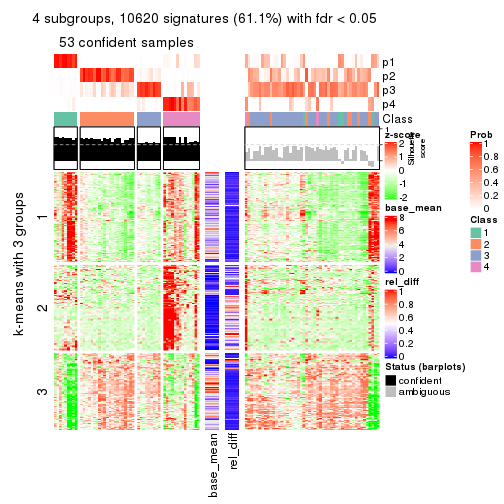 4 subgroups, 10620 signatures (61.1%) with fdr < 0.05
53 confident samples
p1
p2
p3
p4
Class
1
Silhouette
score
k-means with 3 groups
1
2
3
base_mean
rel_diff
z-score
2
1
0
-1
-2
base_mean
8
6
4
2
0
rel_diff
1
0.8
0.6
0.4
0.2
0
Status (barplots)
confident
ambiguous
Prob
1
0.8
0.6
0.4
0.2
0
Class
1
2
3
4